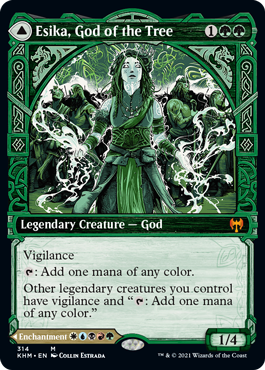 Esika, God of the Tree 1
Legendary Creature — God
Vigilance
: Add one mana of any color.
Other legendary creatures you control
have vigilance and “: Add one mana
of any color.”
Enchantment
1/4
314 M
KHM • EN COLLIN ESTRADA
™ & © 2021 Wizards of the Coast